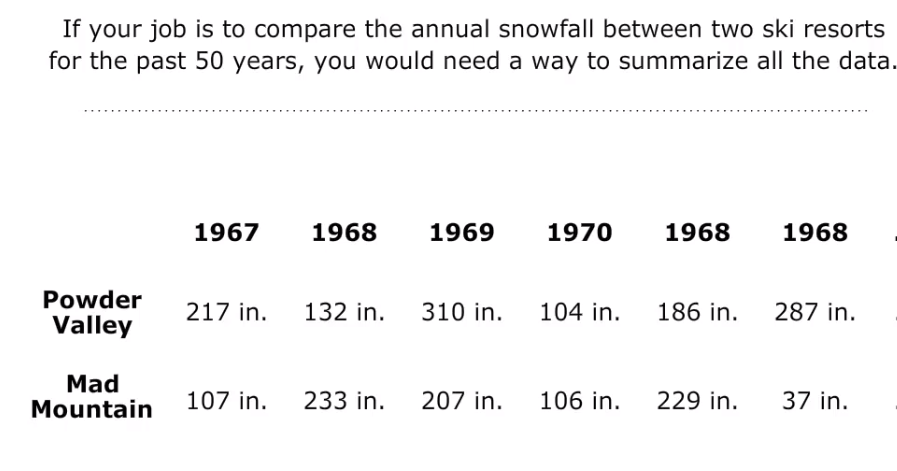 If your job is to compare the annual snowfall between two ski resorts
for the past 50 years, you would need a way to summarize all the data.
1967 1968 1969 1970 1968 1968
Powder
Valley 217 in. 132 in. 310 in. 104 in. 186 in. 287 in.
Mad
Mountain 107 in. 233 in. 207 in. 106 in. 229 in. 37 in.